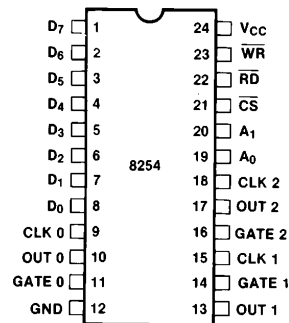 D7 1 24 VCC
D6 2 23 WR
D5 3 22 RD
D4 4 21 CS
D3 5 20 A1
D2 6 19 A0
8254
D1 7 18 CLK 2
D0 8 17 OUT 2
CLK 0 9 16 GATE 2
OUT 0 10 15 CLK 1
GATE 0 11 14 GATE 1
GND 12 13 OUT 1